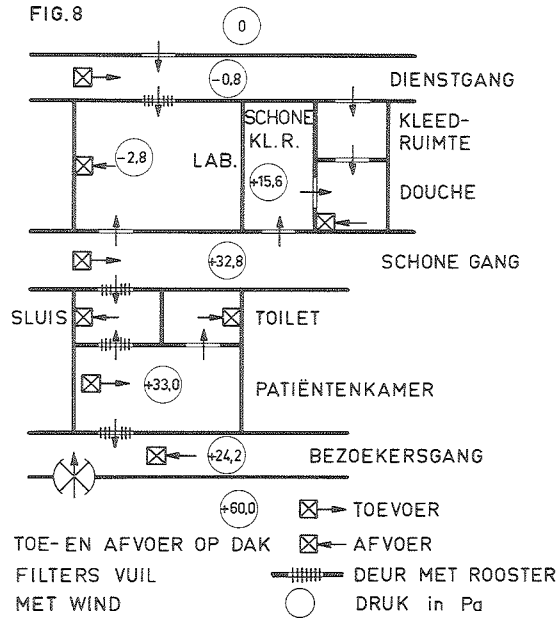 FIG.8
0
-0,8
DIENSTGANG
SCHONE
KL.R.
KLEED-
RUIMTE
-2,8
LAB.
+15,6
DOUCHE
+32,8
SCHONE GANG
SLUIS
TOILET
+33,0
PATIËNTENKAMER
+24,2
BEZOEKERSGANG
+60,0
TOEVOER
TOE- EN AFVOER OP DAK
AFVOER
FILTERS VUIL
DEUR MET ROOSTER
MET WIND
DRUK in Pa